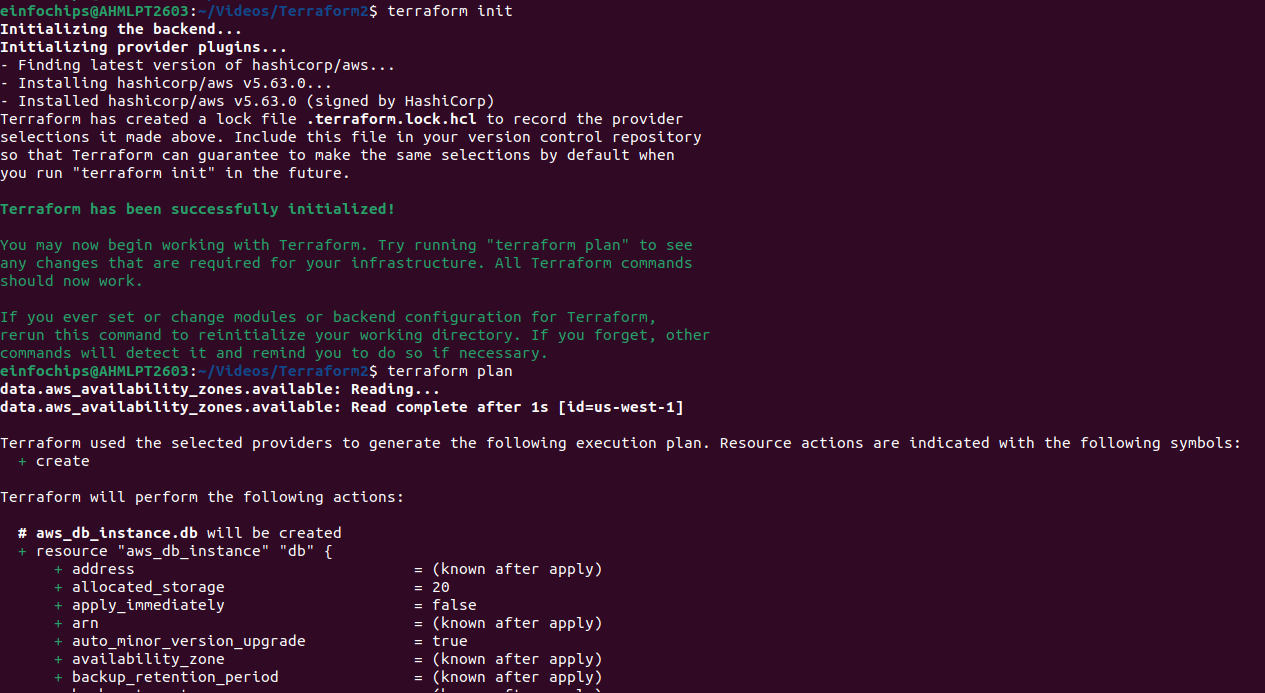 einfochips@AHMLPT2603:~/Videos/Terraform2$ terraform init
Initializing the backend...
Initializing provider plugins...
- Finding latest version of hashicorp/aws...
- Installing hashicorp/aws v5.63.0...
- Installed hashicorp/aws v5.63.0 (signed by HashiCorp)
Terraform has created a lock file .terraform.lock.hcl to record the provider
selections it made above. Include this file in your version control repository
so that Terraform can guarantee to make the same selections by default when
you run "terraform init" in the future.
Terraform has been successfully initialized!
You may now begin working with Terraform. Try running "terraform plan" to see
any changes that are required for your infrastructure. All Terraform commands
should now work.
If you ever set or change modules or backend configuration for Terraform,
rerun this command to reinitialize your working directory. If you forget, other
commands will detect it and remind you to do so if necessary.
einfochips@AHMLPT2603:~/Videos/Terraform2$ terraform plan
data.aws_availability_zones.available: Reading...
data.aws_availability_zones.available: Read complete after 1s [id=us-west-1]
Terraform used the selected providers to generate the following execution plan. Resource actions are indicated with the following symbols:
+ create
Terraform will perform the following actions:
# aws_db_instance.db will be created
+ resource "aws_db_instance" "db" {
+ address = (known after apply)
+ allocated_storage = 20
+ apply_immediately = false
+ arn = (known after apply)
+ auto_minor_version_upgrade = true
+ availability_zone = (known after apply)
+ backup_retention_period = (known after apply)